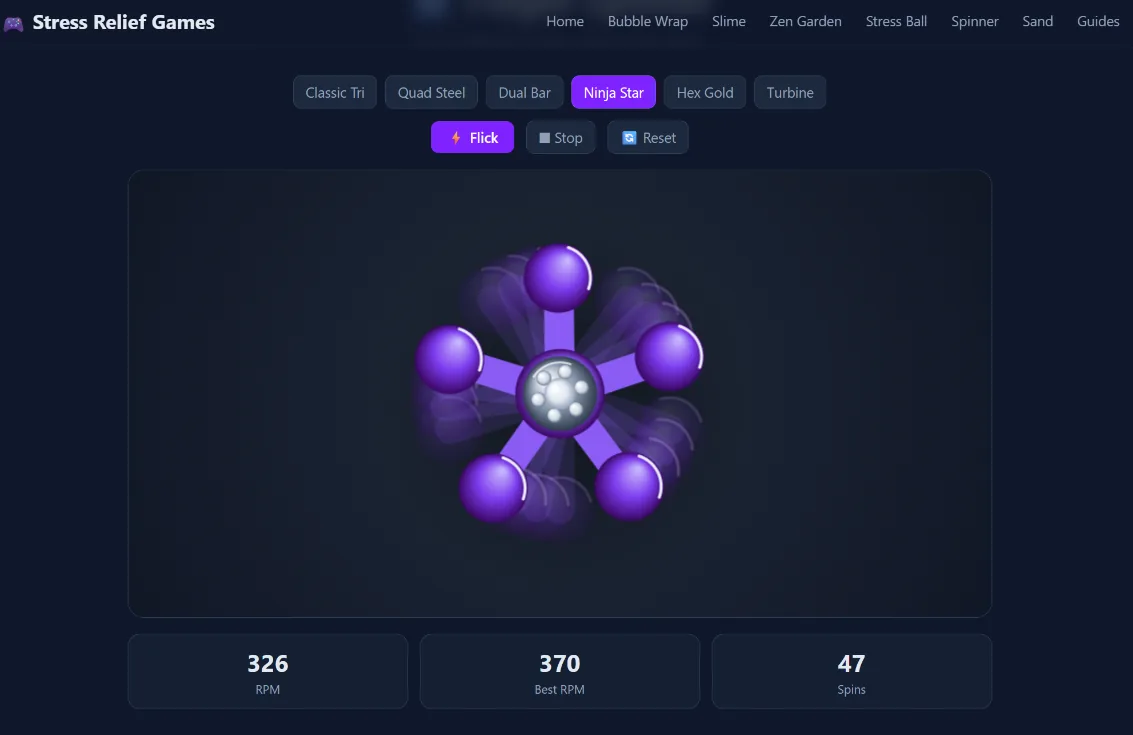 Stress Relief Games
Home Bubble Wrap Slime Zen Garden Stress Ball Spinner Sand Guides
Classic Tri Quad Steel Dual Bar Ninja Star Hex Gold Turbine
Flick Stop Reset
326 370 47
RPM Best RPM Spins